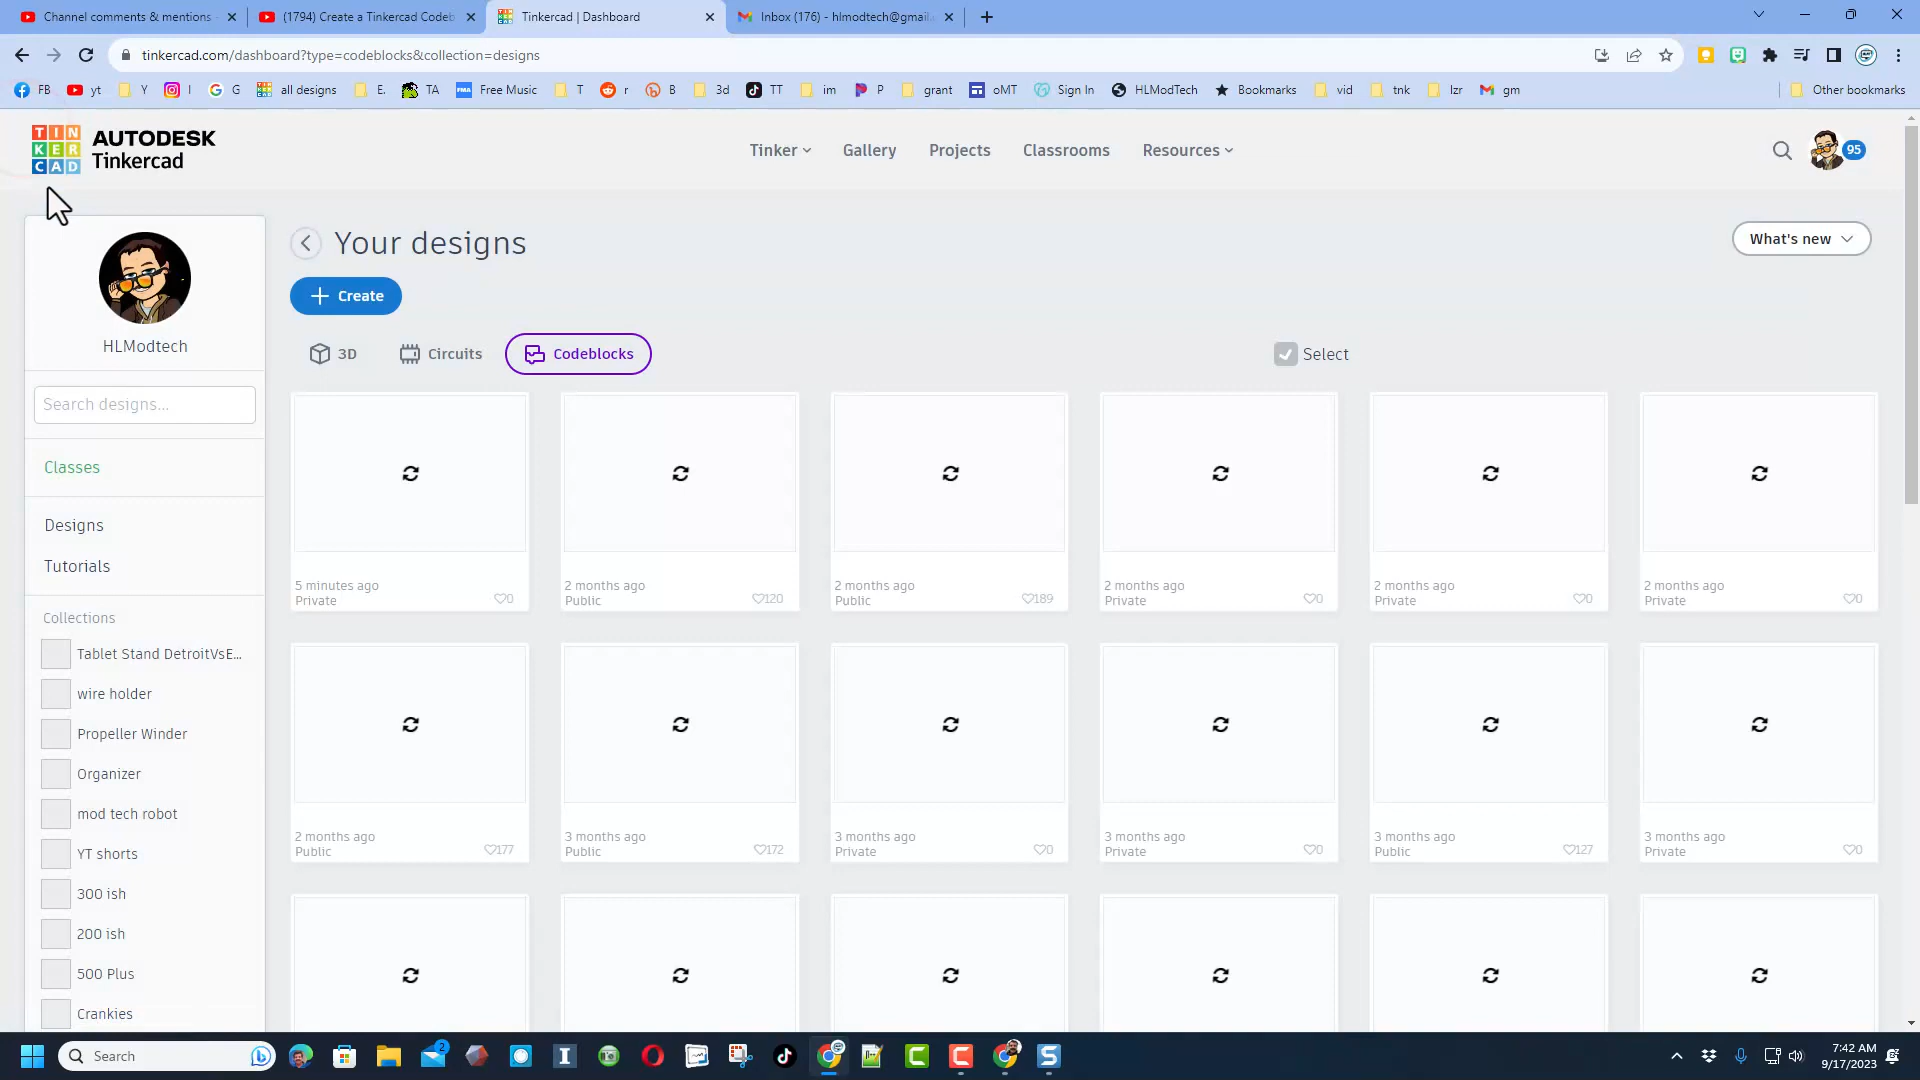 Channel comments & mentions
(1794) Create a Tinkercad Codeb
Tinkercad | Dashboard
Inbox (176) - hlmodtech@gmail.
tinkercad.com/dashboard?type=codeblocks&collection=designs
FB yt Y I G all designs E. TA Free Music T r B 3d TT im P grant oMT Sign In HLModTech Bookmarks vid tnk lzr gm Other bookmarks
TIN
KER
CAD
AUTODESK
Tinkercad
Tinker Gallery Projects Classrooms Resources
95
HLModtech
Search designs...
Classes
Designs
Tutorials
Collections
Tablet Stand DetroitVsE...
wire holder
Propeller Winder
Organizer
mod tech robot
YT shorts
300 ish
200 ish
500 Plus
Crankies
Your designs
What's new
+ Create
3D Circuits Codeblocks
Select
5 minutes ago
Private 0
2 months ago
Public 120
2 months ago
Public 189
2 months ago
Private 0
2 months ago
Private 0
2 months ago
Private 0
2 months ago
Public 177
3 months ago
Public 172
3 months ago
Private 0
3 months ago
Private 0
3 months ago
Public 127
3 months ago
Private 0
Search
2
7:42 AM
9/17/2023